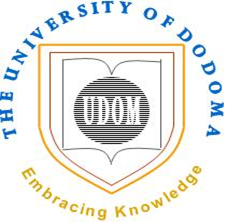 THE UNIVERSITY OF DODOMA
UDOM
Embracing Knowledge